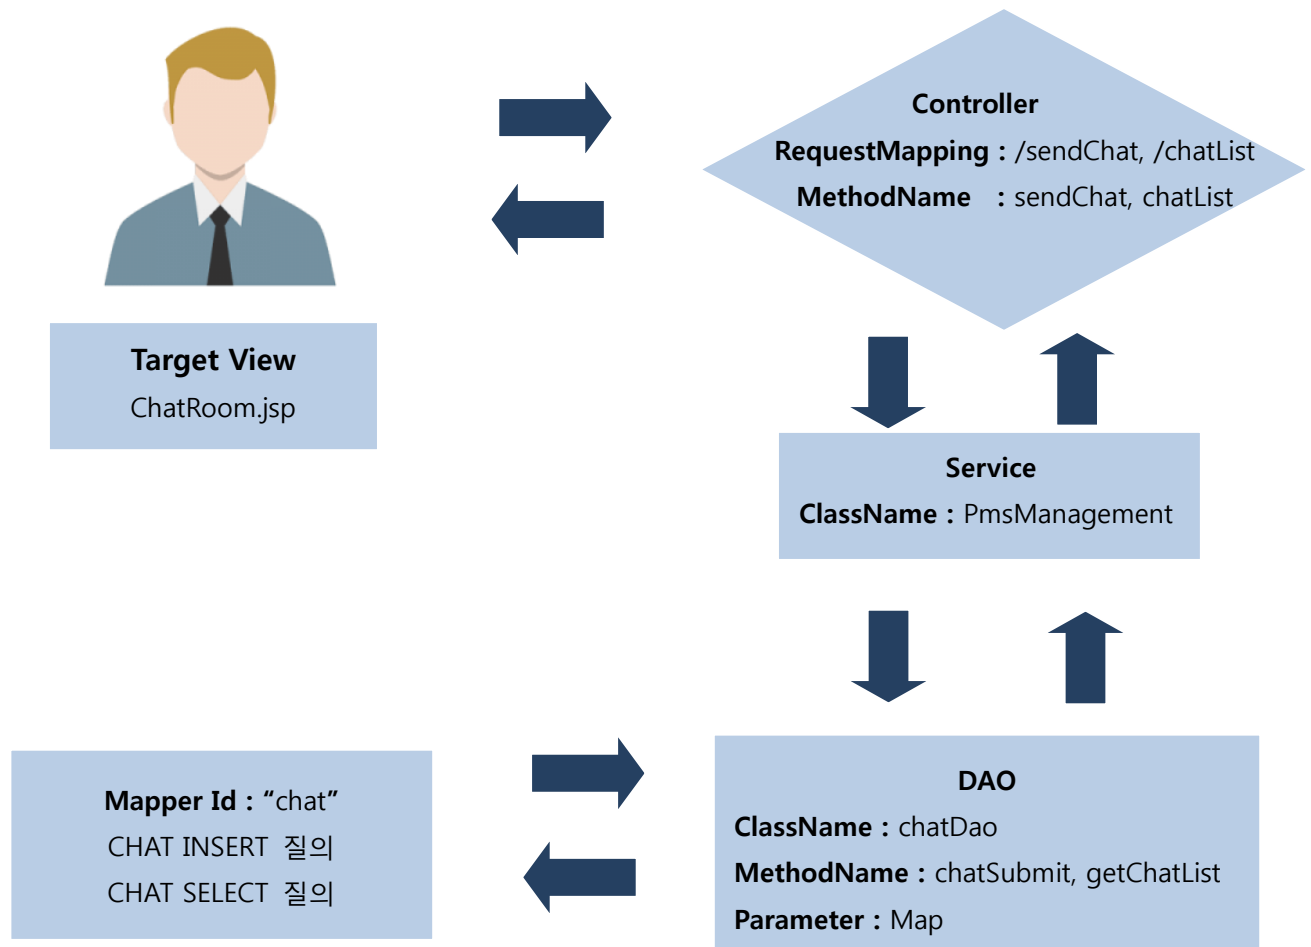 Controller
RequestMapping : /sendChat, /chatList
MethodName : sendChat, chatList
Target View
ChatRoom.jsp
Service
ClassName : PmsManagement
Mapper Id : “chat”
CHAT INSERT 질의
CHAT SELECT 질의
DAO
ClassName : chatDao
MethodName : chatSubmit, getChatList
Parameter : Map